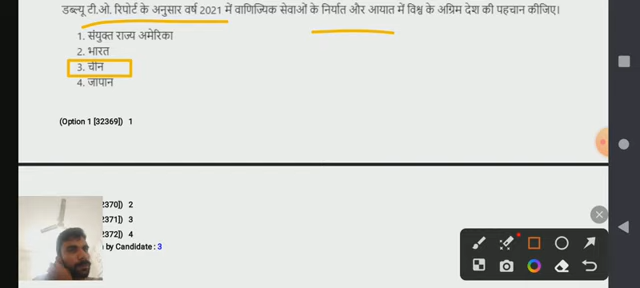 डब्ल्यू टी.ओ. रिपोर्ट के अनुसार वर्ष 2021 में वाणिज्यिक सेवाओं के निर्यात और आयात में विश्व के अग्रिम देश की पहचान कीजिए।
1. संयुक्त राज्य अमेरिका
2. भारत
3. चीन
4. जापान
(Option 1 [32369]) 1
2370]) 2
2371]) 3
2372]) 4
by Candidate : 3